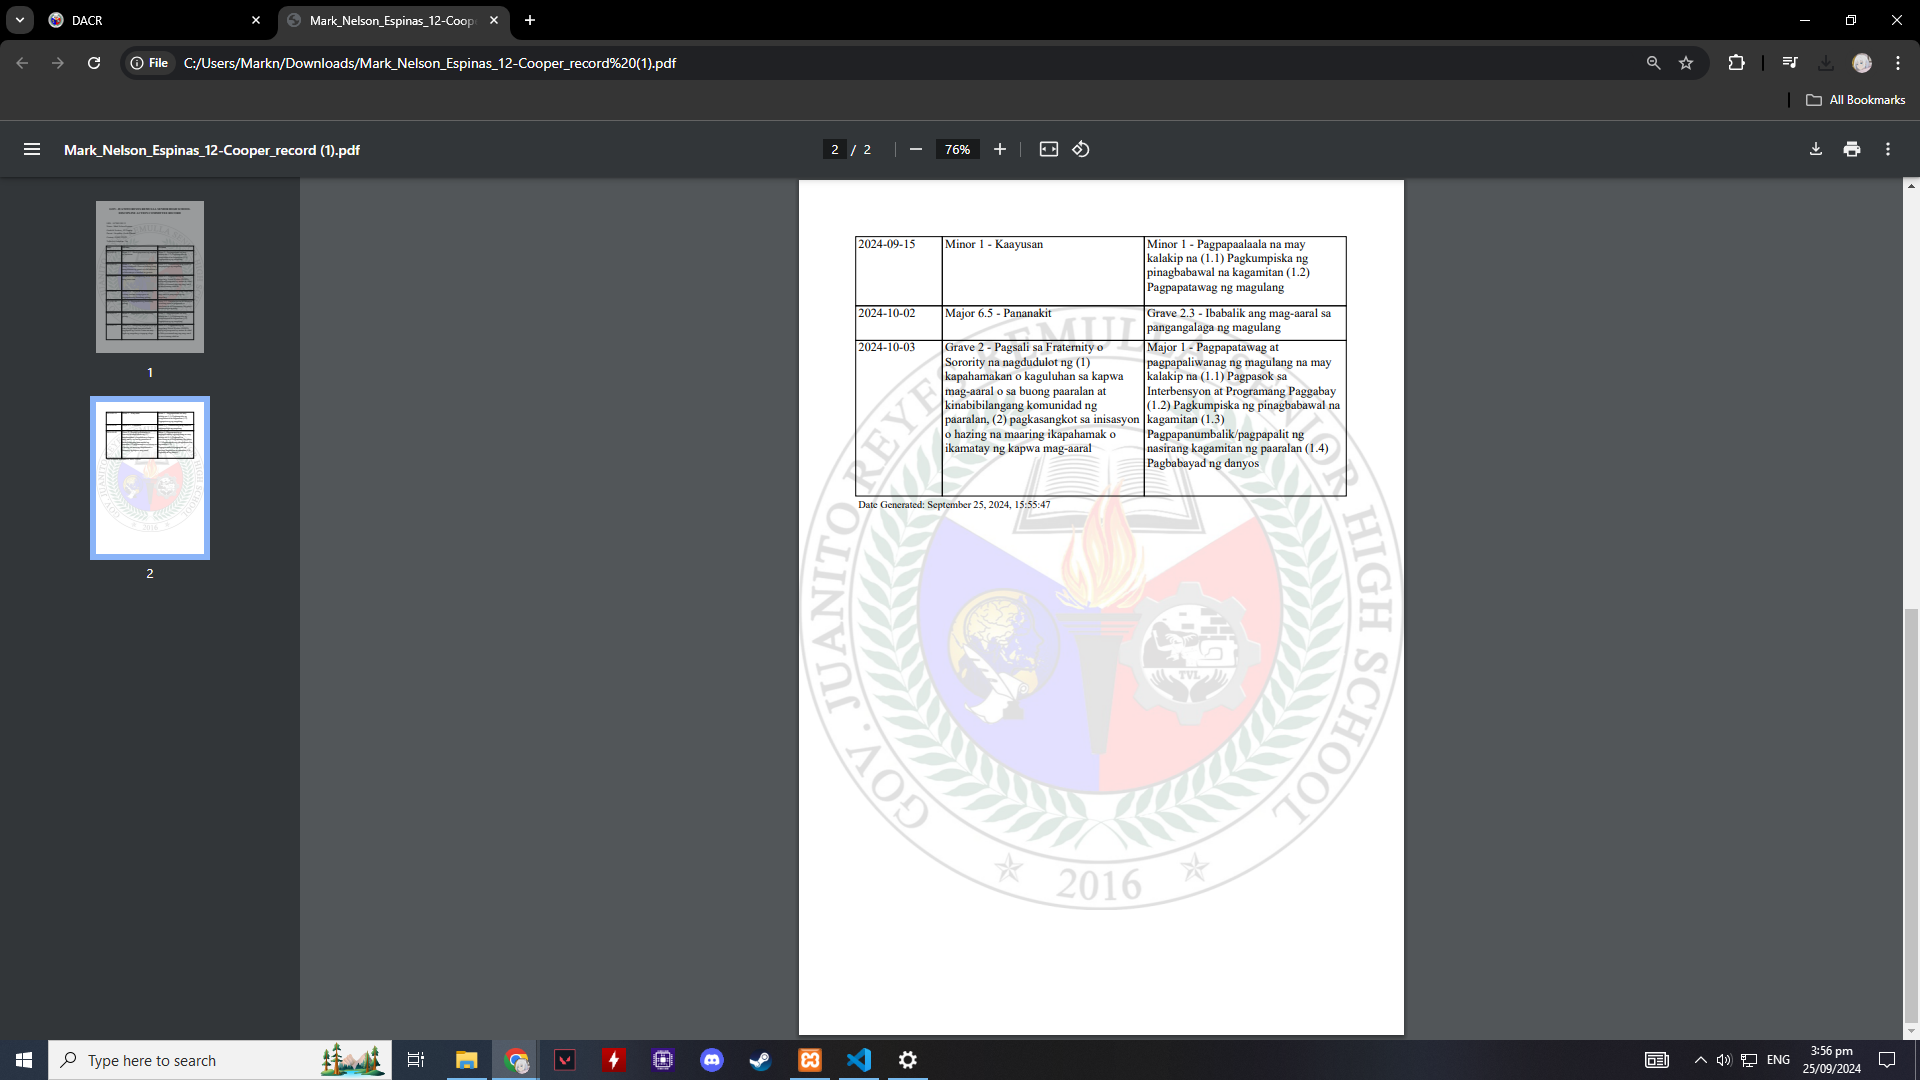 DACR
Mark_Nelson_Espinas_12-Coop
File
C:/Users/Markn/Downloads/Mark_Nelson_Espinas_12-Cooper_record%20(1).pdf
All Bookmarks
Mark_Nelson_Espinas_12-Cooper_record (1).pdf
2 / 2
76%
1
2
2024-09-15
Minor 1 - Kaayusan
Minor 1 - Pagpapaalaala na may
kalakip na (1.1) Pagkumpiska ng
pinagbabawal na kagamitan (1.2)
Pagpapatawag ng magulang
2024-10-02
Major 6.5 - Pananakit
Grave 2.3 - Ibabalik ang mag-aaral sa
pangangalaga ng magulang
2024-10-03
Grave 2 - Pagsali sa Fraternity o
Sorority na nagdudulot ng (1)
kapahamakan o kaguluhan sa kapwa
mag-aaral o sa buong paaralan at
kinabibilangang komunidad ng
paaralan, (2) pagkasangkot sa inisasyon
o hazing na maaring ikapahamak o
ikamatay ng kapwa mag-aaral
Major 1 - Pagpapatawag at
pagpapaliwanag ng magulang na may
kalakip na (1.1) Pagpasok sa
Interbensyon at Programang Paggabay
(1.2) Pagkumpiska ng pinagbabawal na
kagamitan (1.3)
Pagpapanumbalik/pagpapalit ng
nasirang kagamitan ng paaralan (1.4)
Pagbabayad ng danyos
Date Generated: September 25, 2024, 15:55:47
GOV. JUANITO REYES REMULLA SENIOR HIGH SCHOOL
TVL
2016
Type here to search
ENG
3:56 pm
25/09/2024